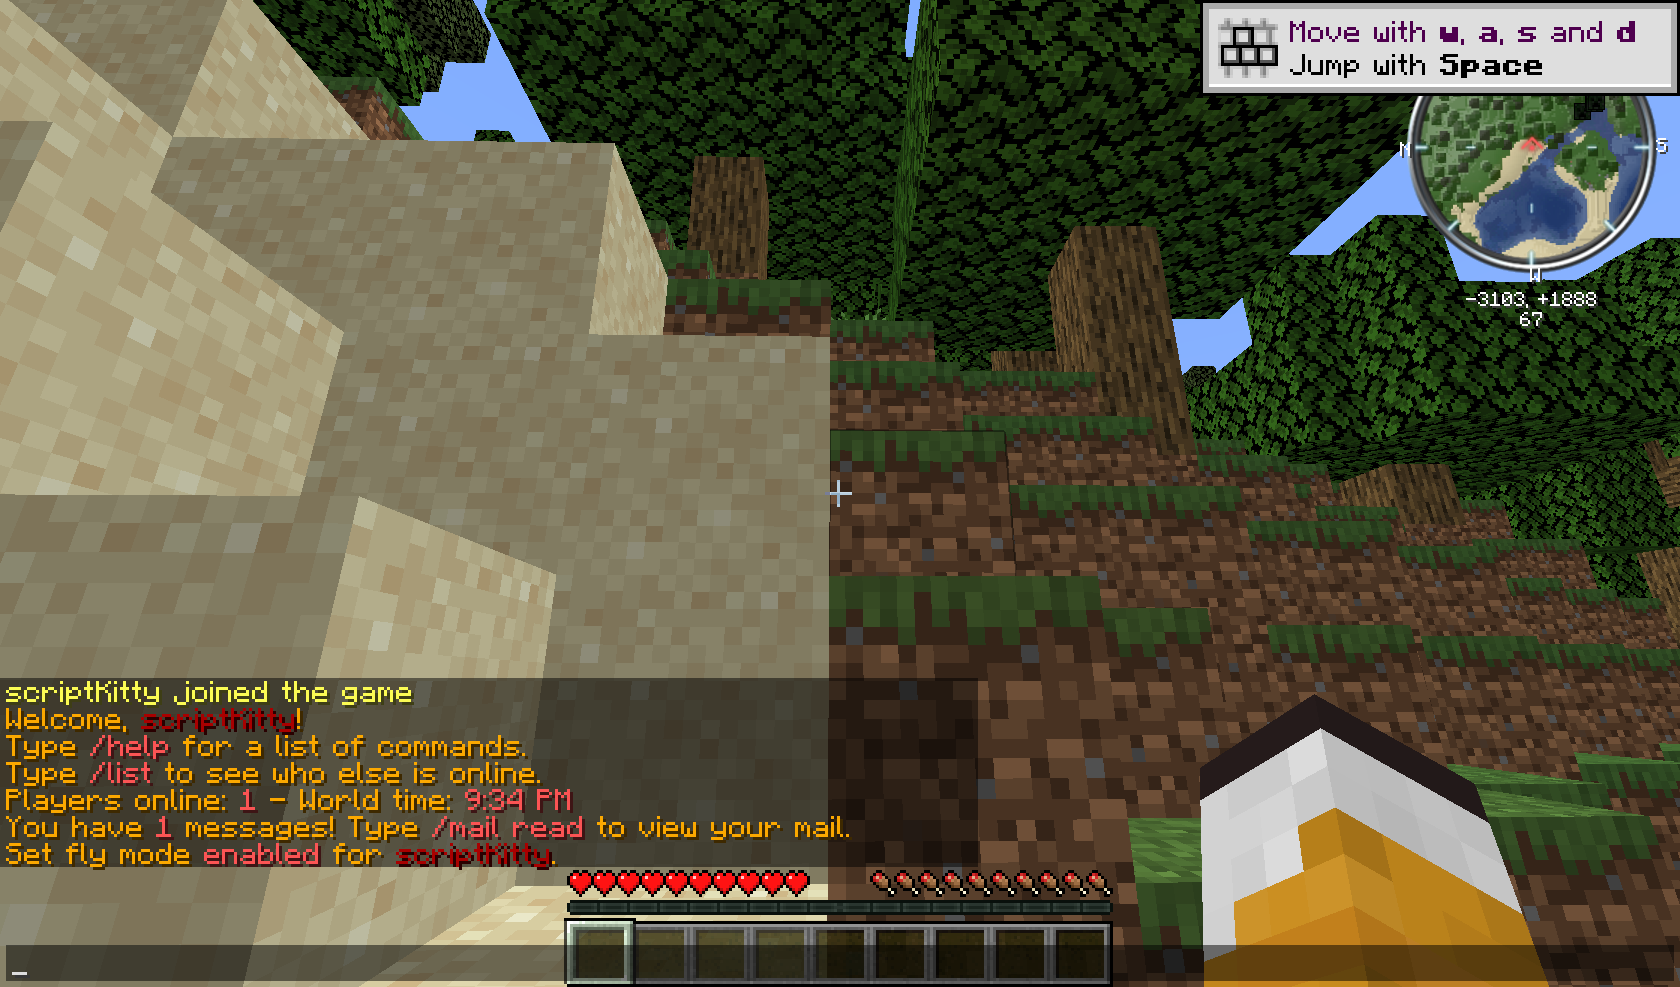 Move with w, a, s and d
Jump with Space
N
S
W
-3103, +1888
67
scriptKitty joined the game
Welcome, scriptKitty!
Type /help for a list of commands.
Type /list to see who else is online.
Players online: 1 - World time: 9:34 PM
You have 1 messages! Type /mail read to view your mail.
Set fly mode enabled for scriptKitty.
_